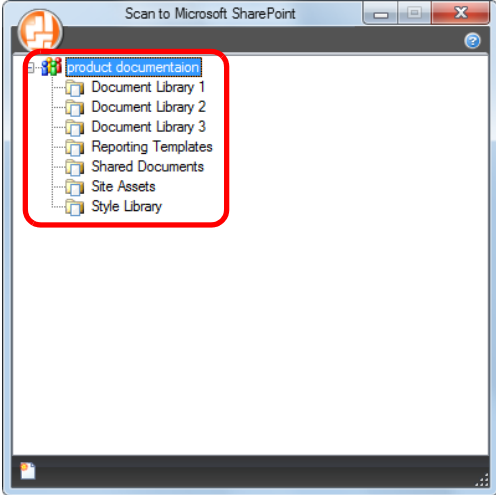 Scan to Microsoft SharePoint
product documentaion
Document Library 1
Document Library 2
Document Library 3
Reporting Templates
Shared Documents
Site Assets
Style Library